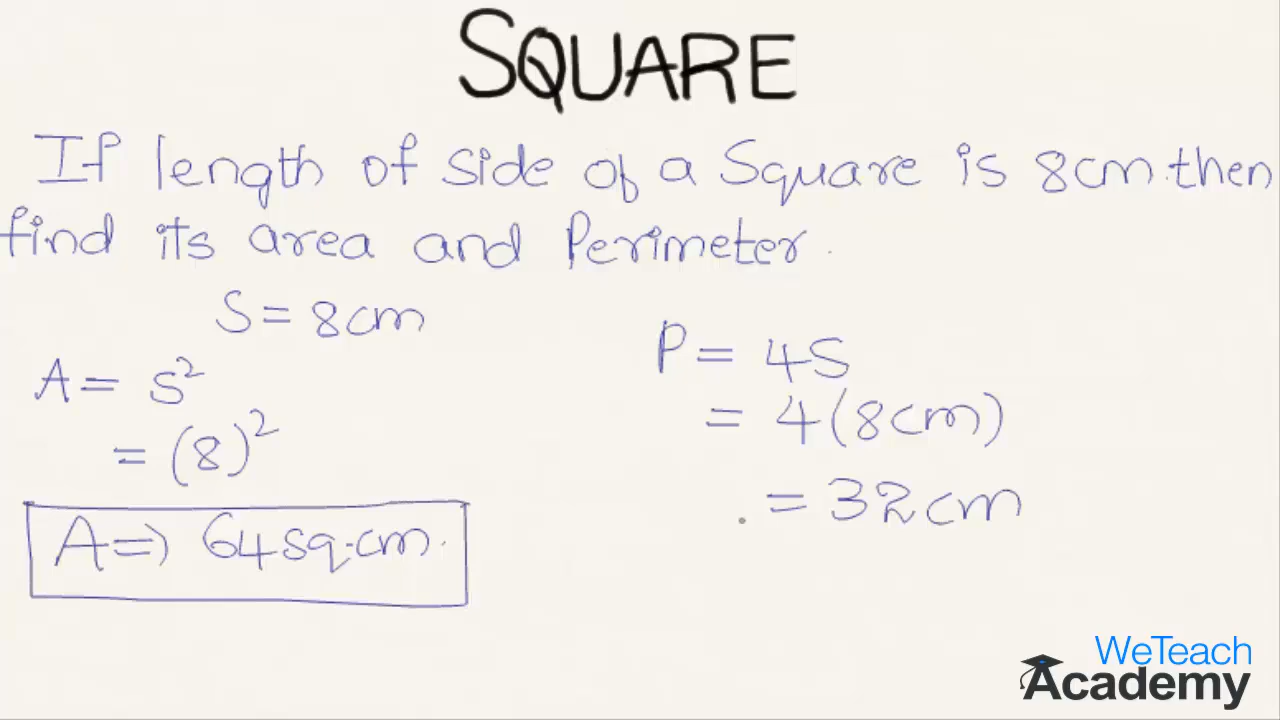 SQUARE
If length of side of a Square is 8cm.then
find its area and Perimeter.
S = 8cm
A = s²
= (8)²
A => 64sq.cm.
P = 4S
= 4(8cm)
= 32cm
WeTeach
Academy